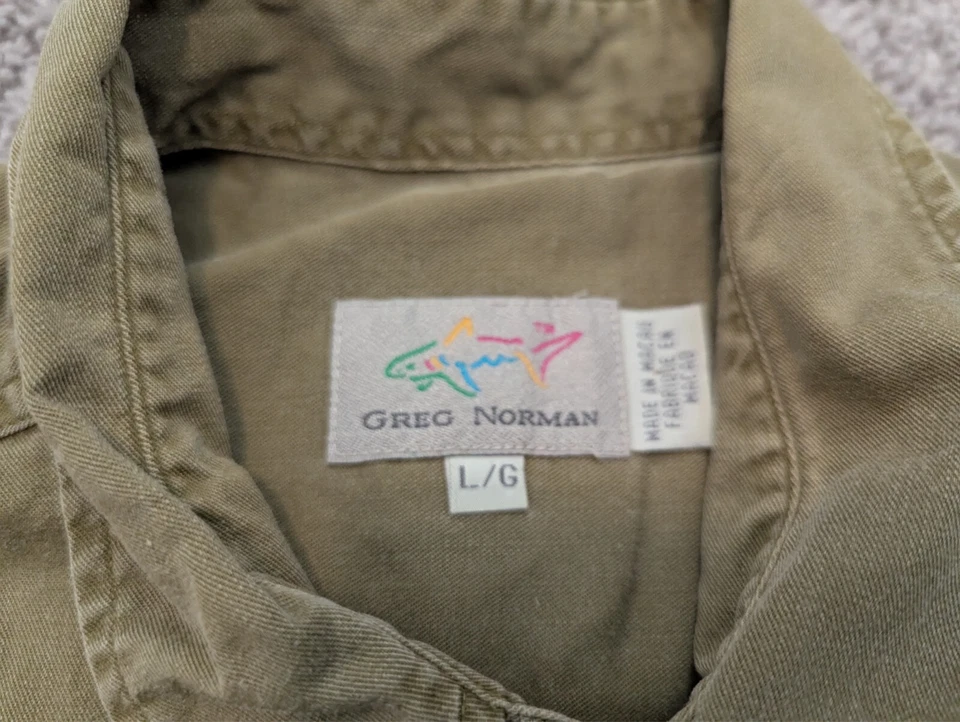 GREG NORMAN
L/G
MADE IN MACAU
FABRIQUE EN
MACAO